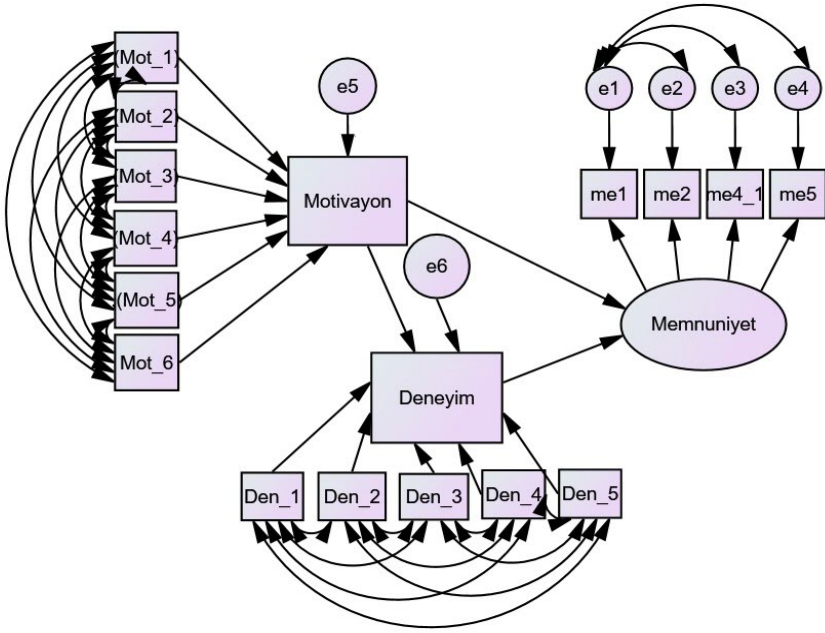 (Mot_1)
(Mot_2)
(Mot_3)
(Mot_4)
(Mot_5)
Mot_6
e5
Motivayon
e6
Deneyim
Den_1
Den_2
Den_3
Den_4
Den_5
e1
e2
e3
e4
me1
me2
me4_1
me5
Memnuniyet